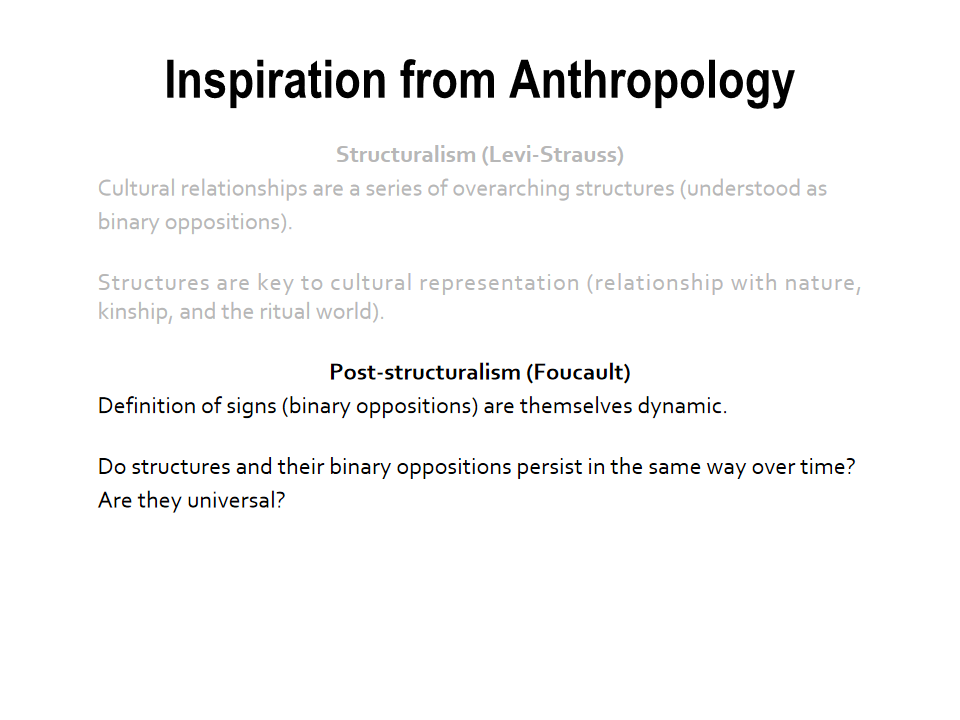 Inspiration from Anthropology
Structuralism (Levi-Strauss)
Cultural relationships are a series of overarching structures (understood as
binary oppositions).
Structures are key to cultural representation (relationship with nature,
kinship, and the ritual world).
Post-structuralism (Foucault)
Definition of signs (binary oppositions) are themselves dynamic.
Do structures and their binary oppositions persist in the same way over time?
Are they universal?